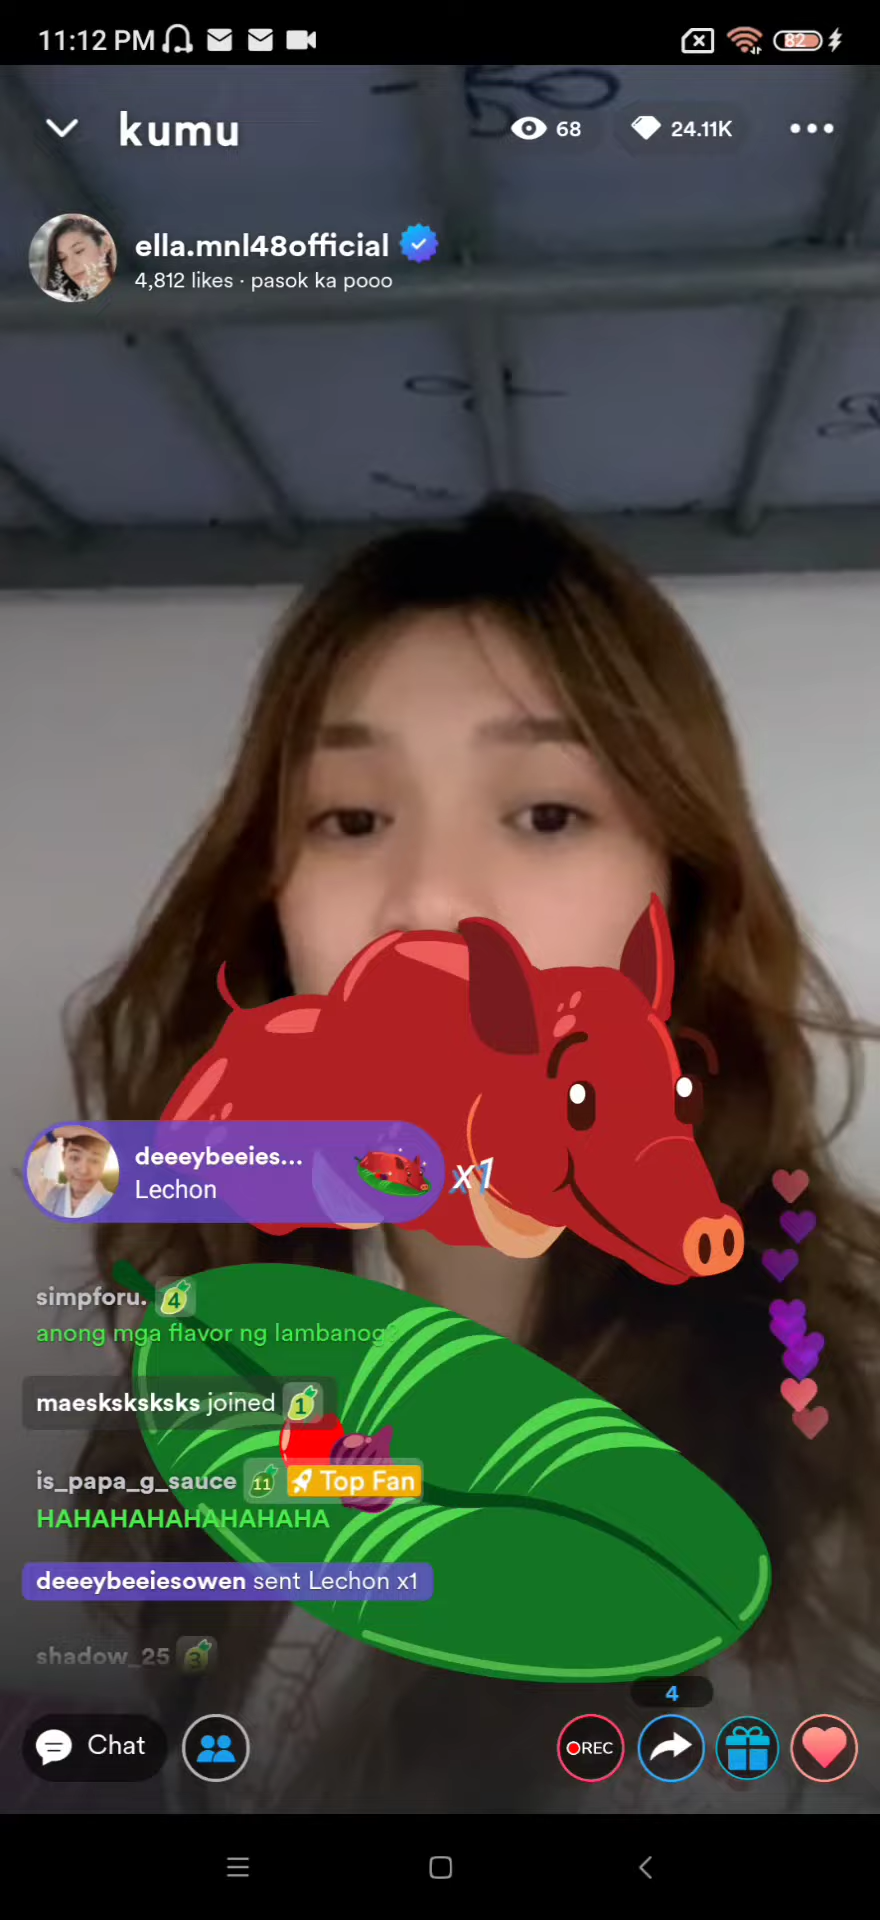 11:12 PM
82
kumu
68
24.11K
ella.mnl48official
4,812 likes · pasok ka pooo
deeeybeeies...
Lechon
x1
simpforu. 4
anong mga flavor ng lambanog?
maesksksksks joined 1
is_papa_g_sauce 11 Top Fan
HAHAHAHAHAHAHAHA
deeeybeeiesowen sent Lechon x1
shadow_25 3
4
Chat
REC